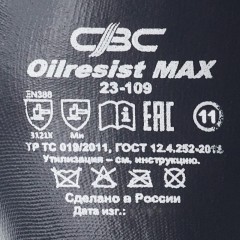 СВС
Oilresist MAX
23-109
EN388
3121X
EAC
11
ТР ТС 019/2011, ГОСТ 12.4.252-2013
Утилизация – см. инструкцию.
Сделано в России
Дата изг.: